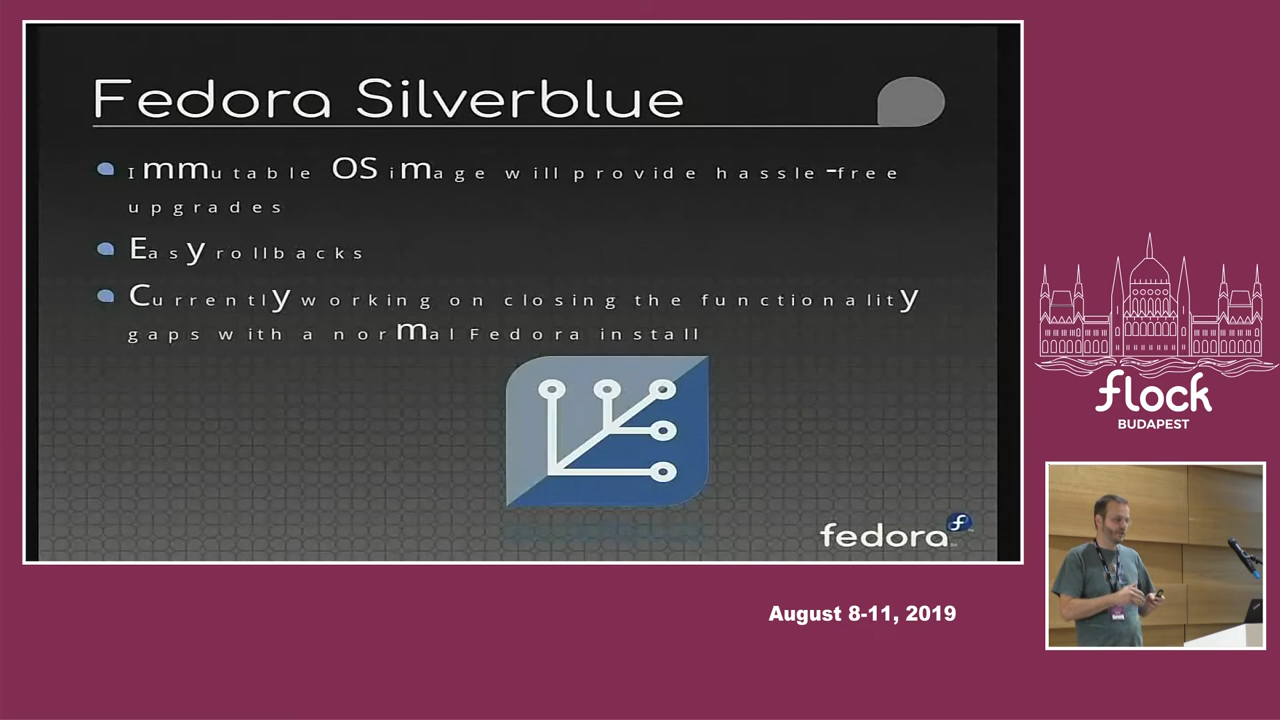 Fedora Silverblue
Immutable OS image will provide hassle-free
upgrades
Easy rollbacks
Currently working on closing the functionality
gaps with a normal Fedora install
fedora
flock
BUDAPEST
August 8-11, 2019